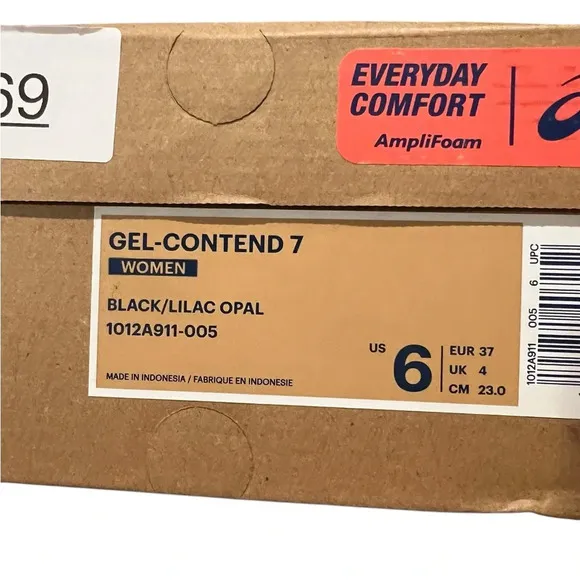 69
EVERYDAY
COMFORT
AmpliFoam
GEL-CONTEND 7
WOMEN
BLACK/LILAC OPAL
1012A911-005
MADE IN INDONESIA / FABRIQUE EN INDONESIE
US 6
EUR 37
UK 4
CM 23.0
1012A911 005 6 UPC